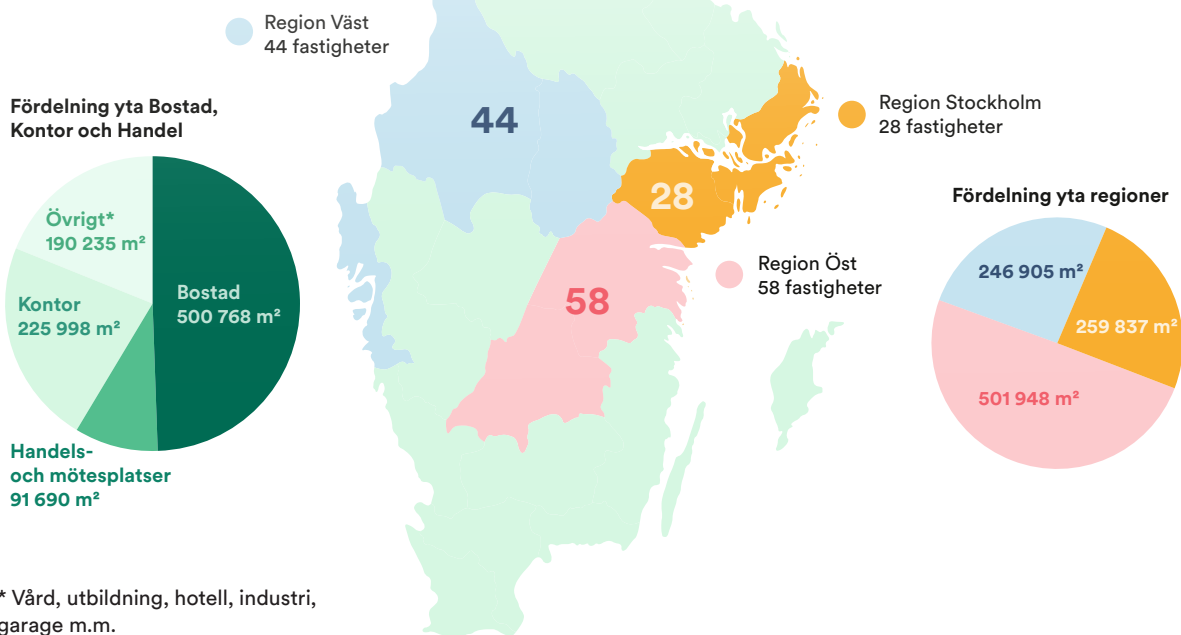 Region Väst
44 fastigheter
Fördelning yta Bostad,
Kontor och Handel
Övrigt*
190 235 m²
Kontor
225 998 m²
Bostad
500 768 m²
Handels-
och mötesplatser
91 690 m²
* Vård, utbildning, hotell, industri,
garage m.m.
44
28
58
Region Stockholm
28 fastigheter
Region Öst
58 fastigheter
Fördelning yta regioner
246 905 m²
259 837 m²
501 948 m²